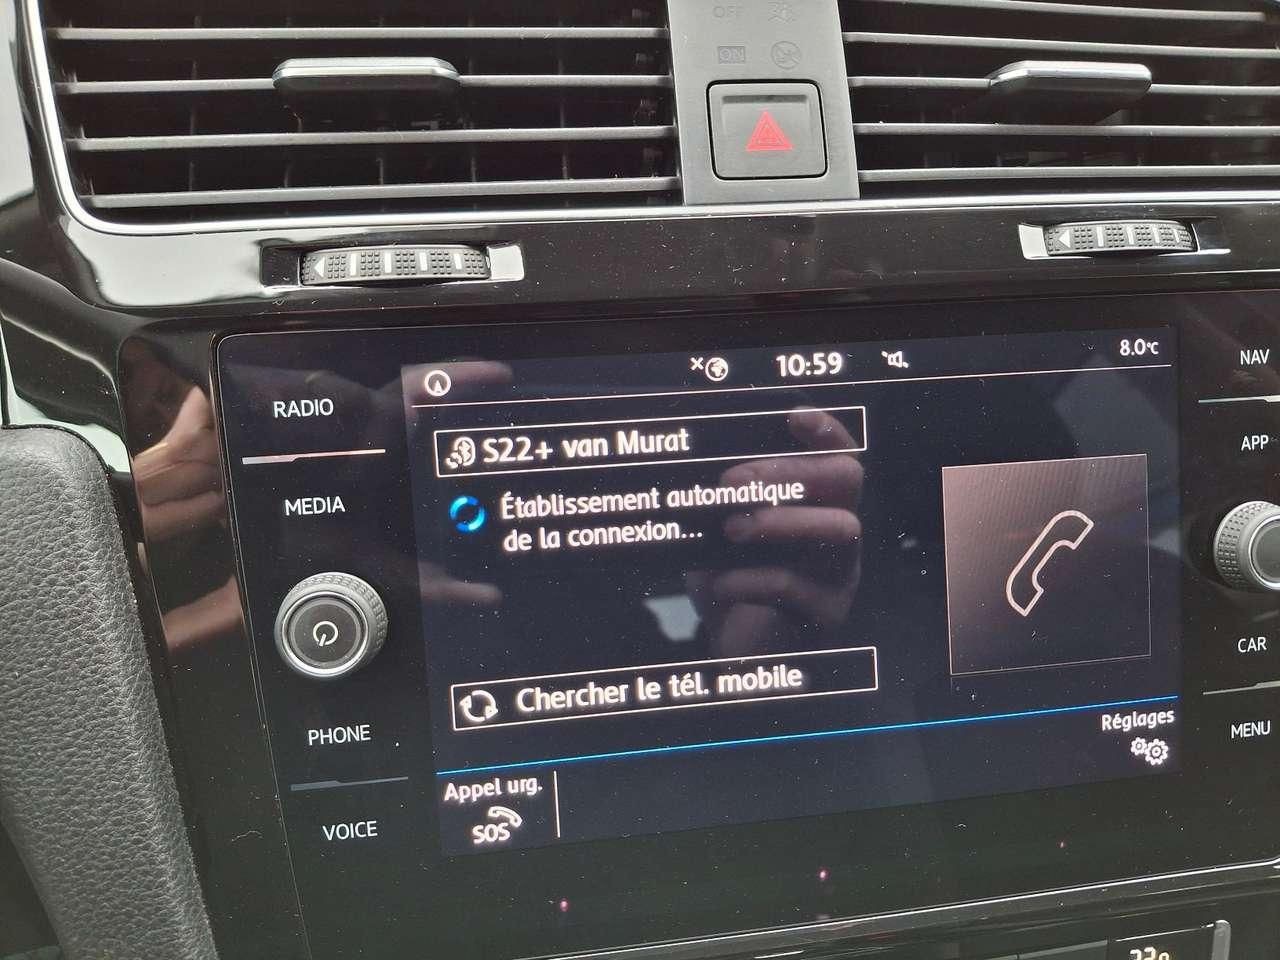 OFF
ON
10:59
8.0°C
RADIO
MEDIA
PHONE
VOICE
S22+ van Murat
Établissement automatique
de la connexion...
Chercher le tél. mobile
Réglages
Appel urg.
SOS
NAV
APP
CAR
MENU